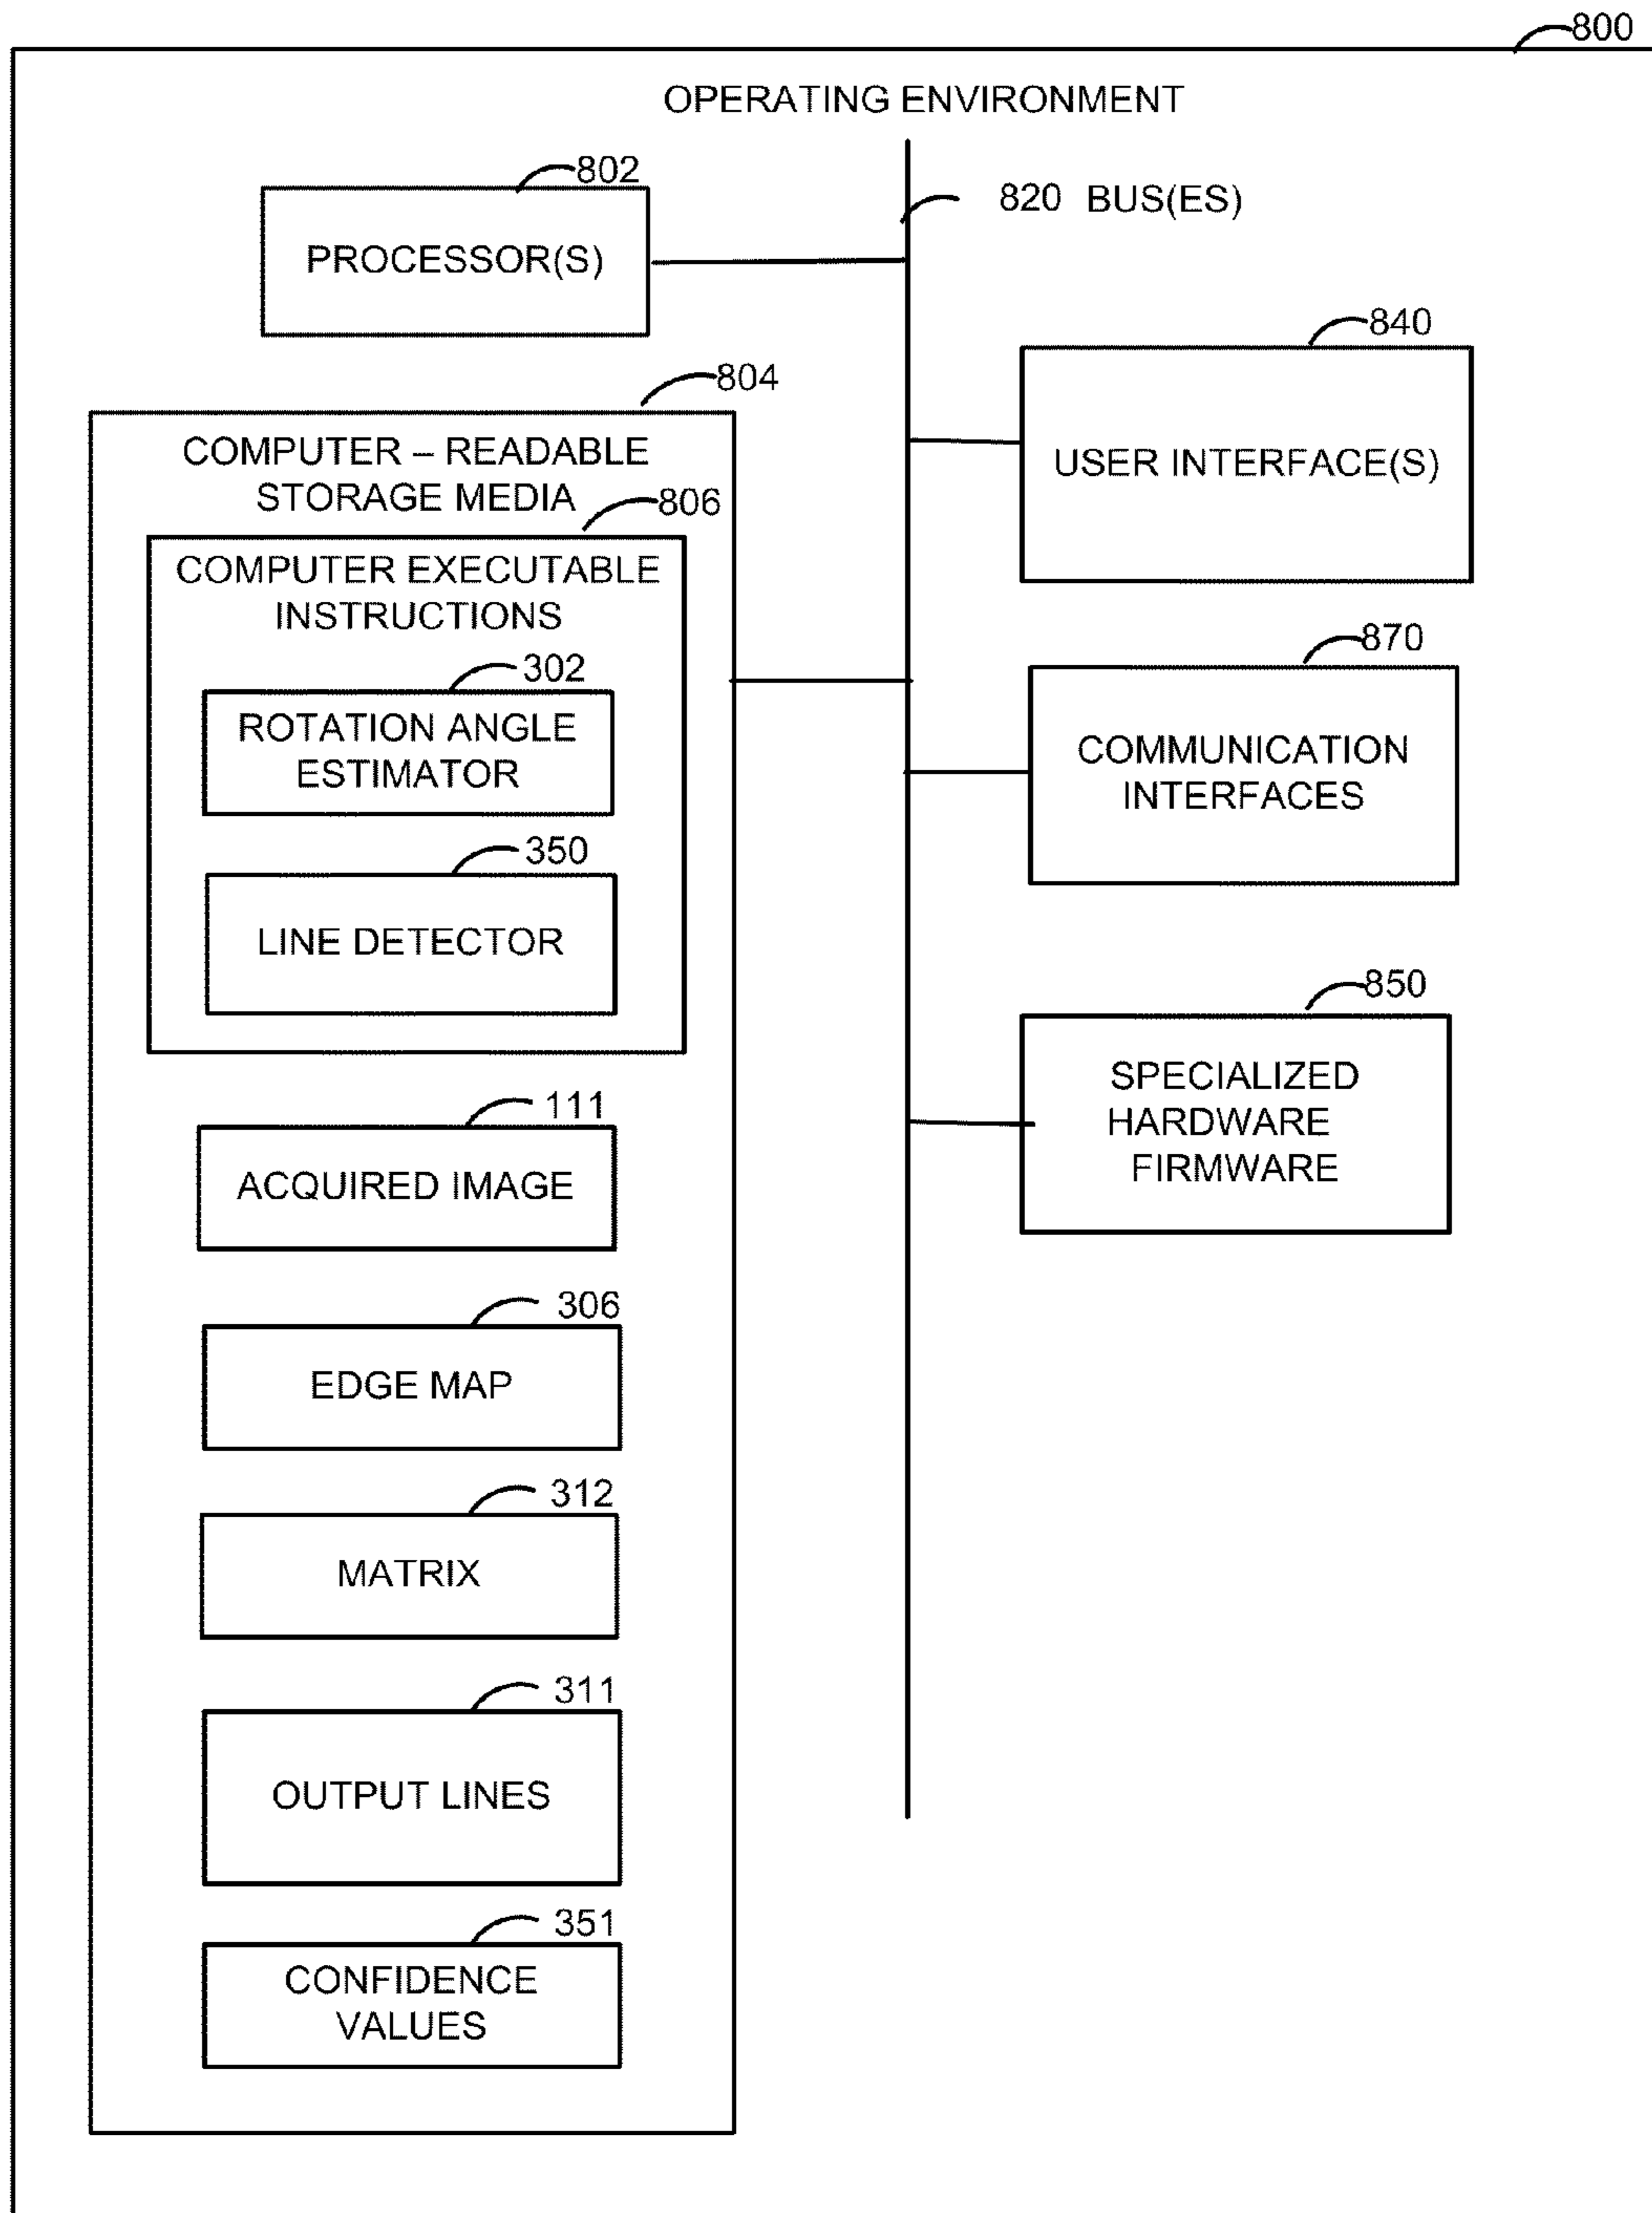 800
OPERATING ENVIRONMENT
802
PROCESSOR(S)
820 BUS(ES)
840
USER INTERFACE(S)
804
COMPUTER – READABLE
STORAGE MEDIA
806
COMPUTER EXECUTABLE
INSTRUCTIONS
302
ROTATION ANGLE
ESTIMATOR
350
LINE DETECTOR
870
COMMUNICATION
INTERFACES
850
SPECIALIZED
HARDWARE
FIRMWARE
111
ACQUIRED IMAGE
306
EDGE MAP
312
MATRIX
311
OUTPUT LINES
351
CONFIDENCE
VALUES